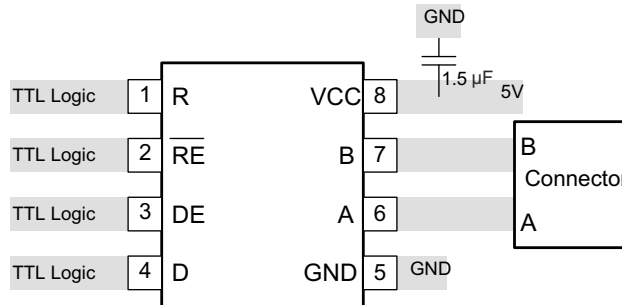 GND
1.5 µF
5V
TTL Logic 1 R VCC 8
TTL Logic 2 RE B 7 B
Connector
TTL Logic 3 DE A 6 A
TTL Logic 4 D GND 5 GND